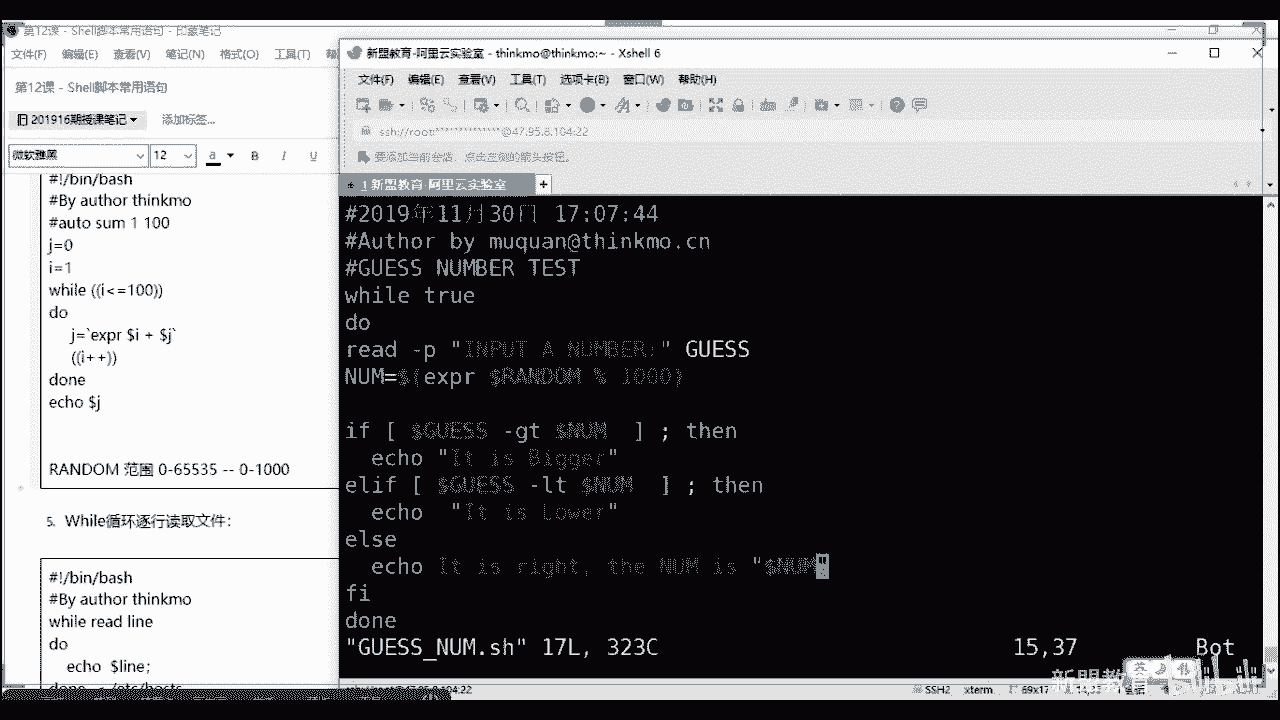 第12课 - Shell脚本常用语句 - 印象笔记
文件(F) 编辑(E) 查看(V) 笔记(N) 格式(O) 工具(T)
第12课 - Shell脚本常用语句
201916期授课笔记 添加标签...
微软雅黑 12 a B I U
#!/bin/bash
#By author thinkmo
#auto sum 1 100
j=0
i=1
while ((i<=100))
do
j=`expr $i + $j`
((i++))
done
echo $j
RANDOM 范围 0-65535 -- 0-1000
5. While循环逐行读取文件：
#!/bin/bash
#By author thinkmo
while read line
do
echo $line;
done < /etc/hosts
新盟教育-阿里云实验室 - thinkmo@thinkmo:~ - Xshell 6
文件(F) 编辑(E) 查看(V) 工具(T) 选项卡(B) 窗口(W) 帮助(H)
ssh://root:**************@47.95.8.104:22
要添加当前会话，点击左侧的箭头按钮。
1 新盟教育-阿里云实验室 +
#2019年11月30日 17:07:44
#Author by muquan@thinkmo.cn
#GUESS NUMBER TEST
while true
do
read -p "INPUT A NUMBER:" GUESS
NUM=$(expr $RANDOM % 1000)
if [ $GUESS -gt $NUM  ] ; then
echo "It is Bigger"
elif [ $GUESS -lt $NUM  ] ; then
echo  "It is Lower"
else
echo It is right, the NUM is "$NUM"
fi
done
"GUESS_NUM.sh" 17L, 323C 15,37 Bot
SSH2 xterm
新盟教育 bilibili